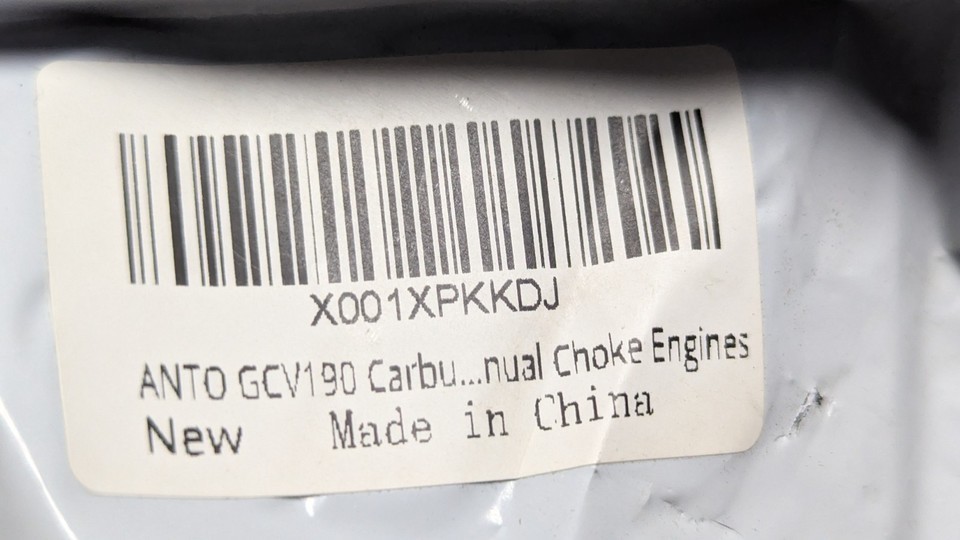 X001XPKKDJ
ANTO GCV190 Carbu...nual Choke Engines
New Made in China